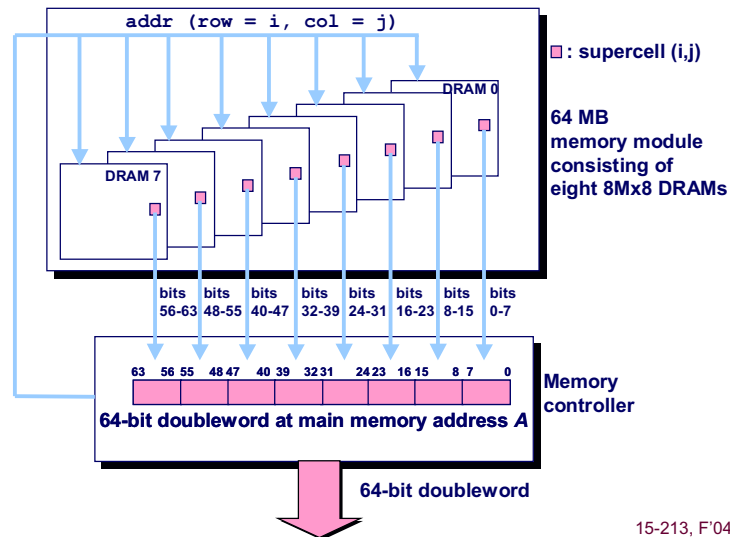 addr (row = i, col = j)
: supercell (i,j)
DRAM 0
64 MB
memory module
consisting of
eight 8Mx8 DRAMs
DRAM 7
bits
56-63
bits
48-55
bits
40-47
bits
32-39
bits
24-31
bits
16-23
bits
8-15
bits
0-7
63 56 55 48 47 40 39 32 31 24 23 16 15 8 7 0
64-bit doubleword at main memory address A
Memory
controller
64-bit doubleword
15-213, F'04